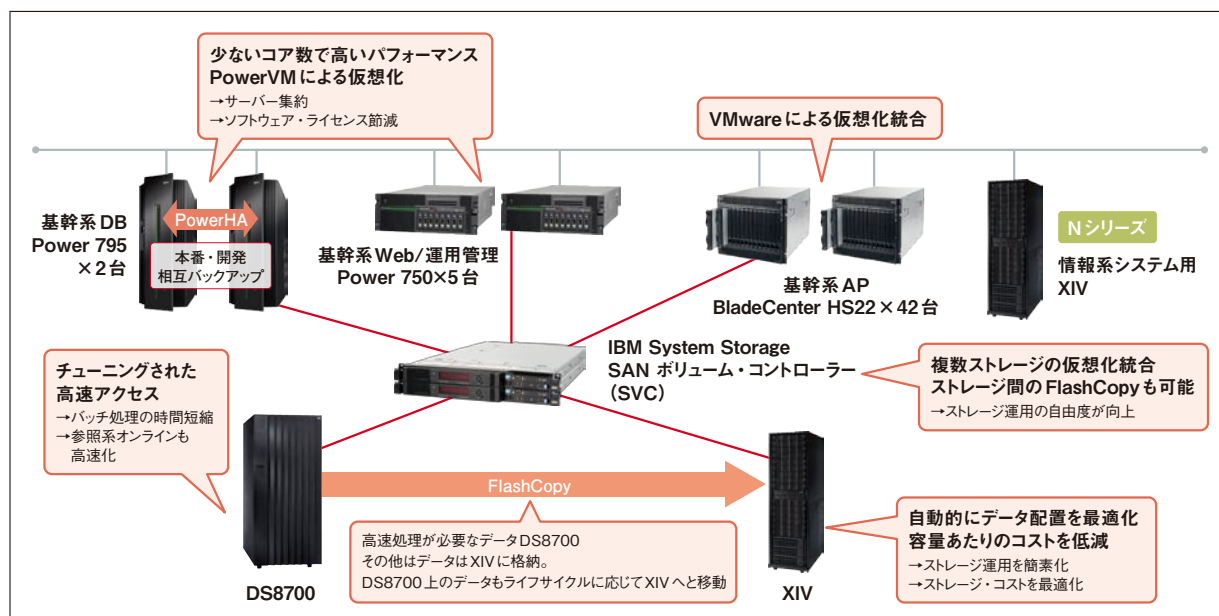 少ないコア数で高いパフォーマンス
PowerVMによる仮想化
→サーバー集約
→ソフトウェア・ライセンス節減
VMwareによる仮想化統合
基幹系DB
Power 795
×2台
PowerHA
本番・開発
相互バックアップ
基幹系Web/運用管理
Power 750×5台
基幹系AP
BladeCenter HS22×42台
Nシリーズ
情報系システム用
XIV
チューニングされた
高速アクセス
→バッチ処理の時間短縮
→参照系オンラインも
高速化
IBM System Storage
SAN ボリューム・コントローラー
（SVC）
複数ストレージの仮想化統合
ストレージ間のFlashCopyも可能
→ストレージ運用の自由度が向上
FlashCopy
高速処理が必要なデータDS8700
その他はデータはXIVに格納。
DS8700上のデータもライフサイクルに応じてXIVへと移動
自動的にデータ配置を最適化
容量あたりのコストを低減
→ストレージ運用を簡素化
→ストレージ・コストを最適化
DS8700
XIV